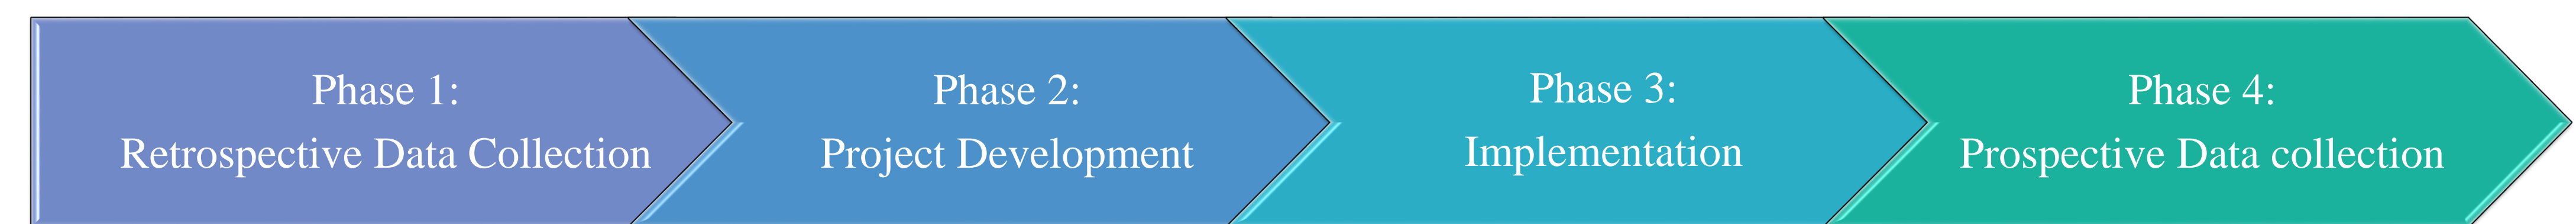 Phase 1:
Retrospective Data Collection
Phase 2:
Project Development
Phase 3:
Implementation
Phase 4:
Prospective Data collection